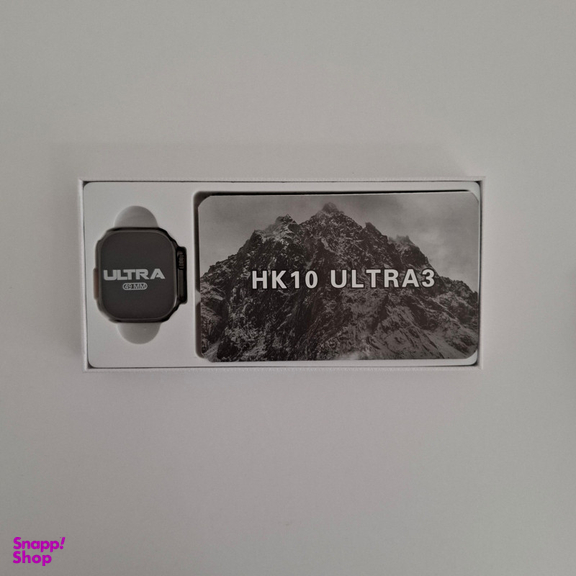 ULTRA
49 MM
HK10 ULTRA3
Snapp!
Shop